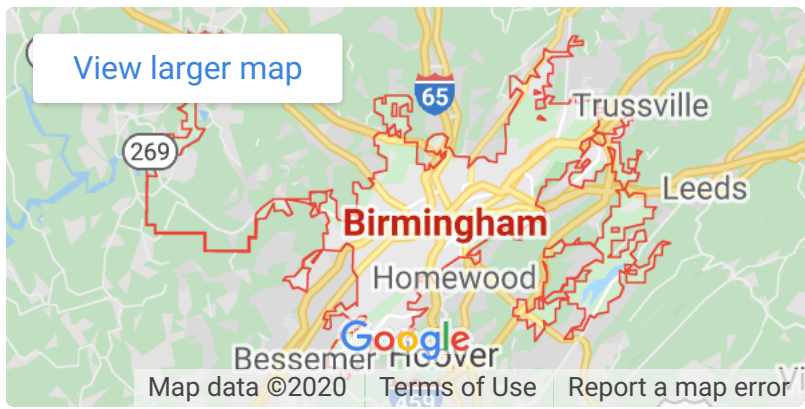 View larger map
65
Trussville
269
Leeds
Birmingham
Homewood
Google
Bessemer
Hoover
Map data ©2020
Terms of Use
Report a map error
459